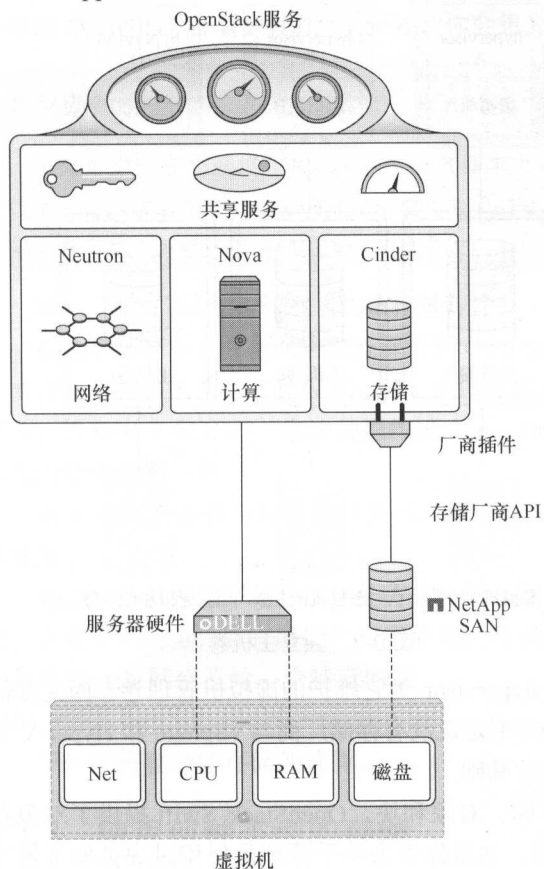 OpenStack服务
共享服务
Neutron
Nova
Cinder
网络
计算
存储
厂商插件
存储厂商API
服务器硬件
DELL
NetApp
SAN
Net
CPU
RAM
磁盘
虚拟机